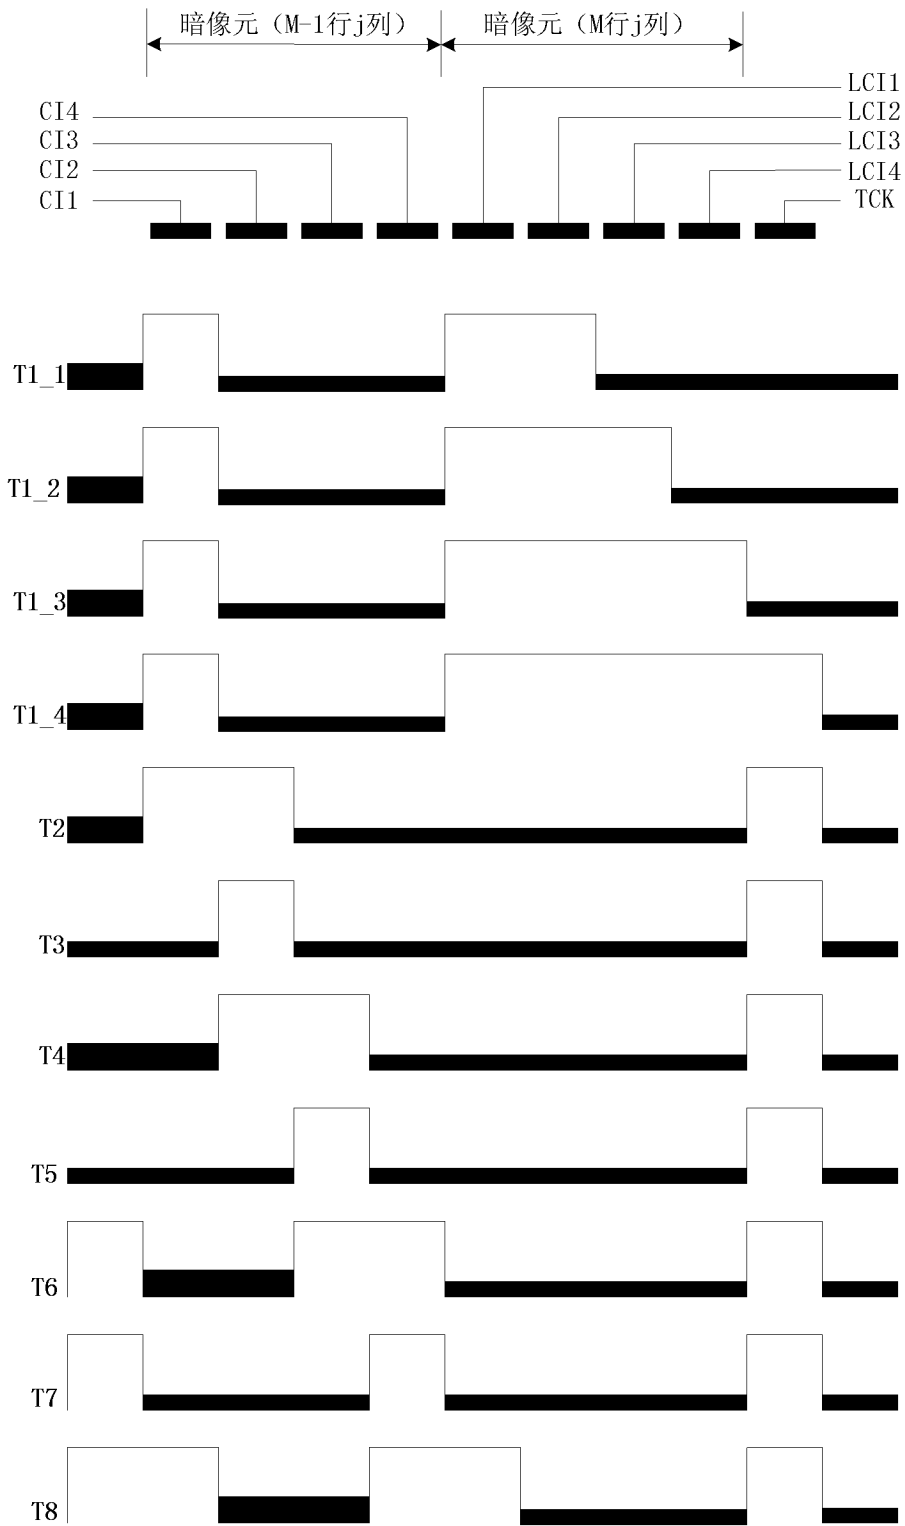 暗像元（M-1行j列） 暗像元（M行j列）
LCI1
CI4 LCI2
CI3 LCI3
CI2 LCI4
CI1 TCK
T1_1
T1_2
T1_3
T1_4
T2
T3
T4
T5
T6
T7
T8